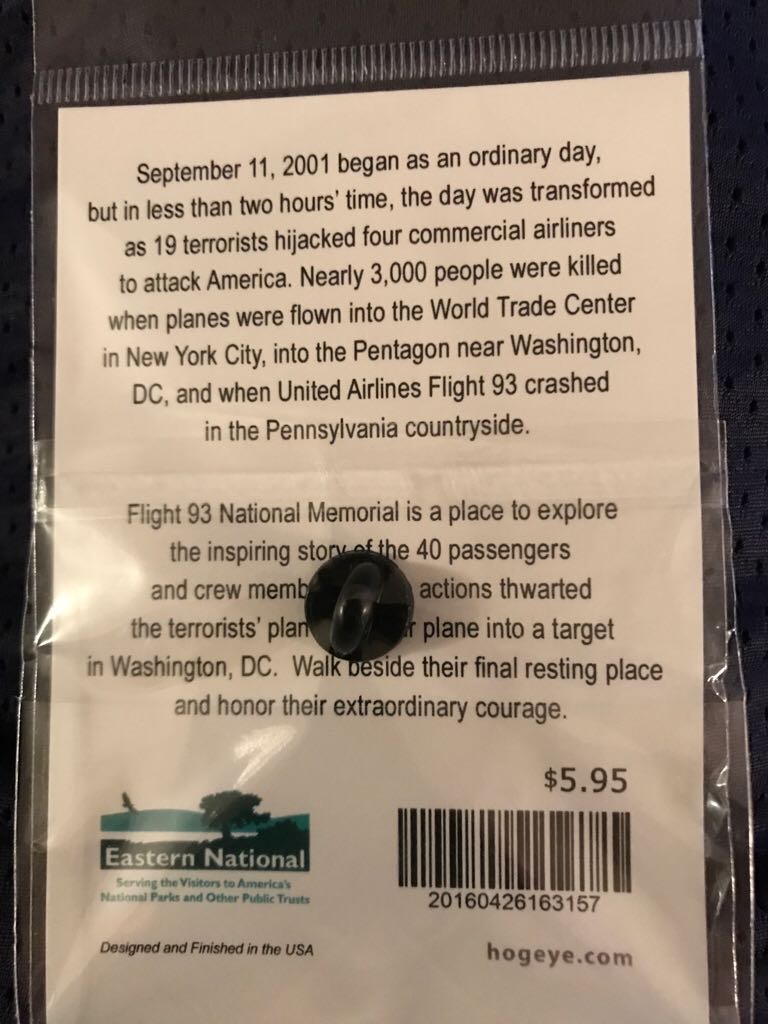 September 11, 2001 began as an ordinary day,
but in less than two hours' time, the day was transformed
as 19 terrorists hijacked four commercial airliners
to attack America. Nearly 3,000 people were killed
when planes were flown into the World Trade Center
in New York City, into the Pentagon near Washington,
DC, and when United Airlines Flight 93 crashed
in the Pennsylvania countryside.
Flight 93 National Memorial is a place to explore
the inspiring story of the 40 passengers
and crew memb actions thwarted
the terrorists' plan plane into a target
in Washington, DC. Walk beside their final resting place
and honor their extraordinary courage.
$5.95
Eastern National
Serving the Visitors to America's
National Parks and Other Public Trusts
20160426163157
Designed and Finished in the USA
hogeye.com